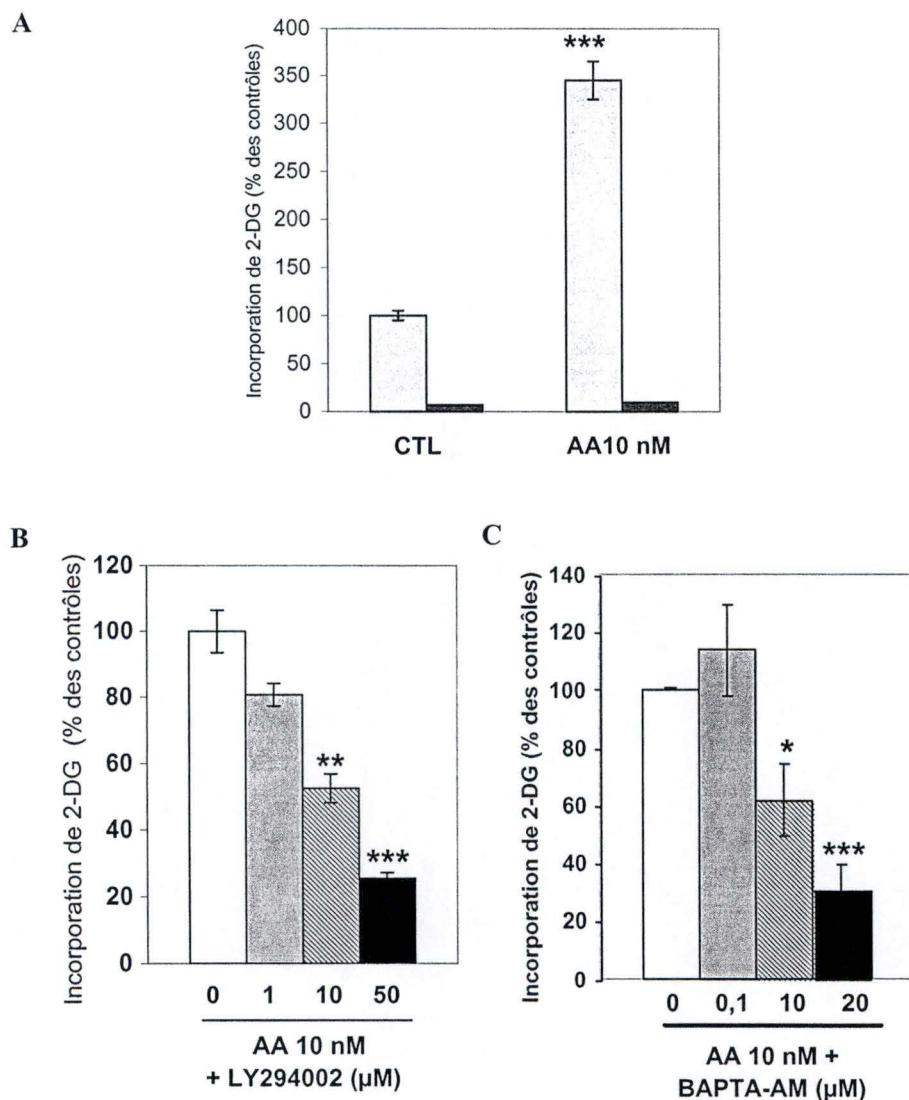 A
Incorporation de 2-DG (% des contrôles)
400
350
300
250
200
150
100
50
0
***
CTL
AA10 nM
B
Incorporation de 2-DG (% des contrôles)
120
100
80
60
40
20
0
**
***
0 1 10 50
AA 10 nM
+ LY294002 (µM)
C
Incorporation de 2-DG (% des contrôles)
140
120
100
80
60
40
20
0
*
***
0 0,1 10 20
AA 10 nM +
BAPTA-AM (µM)